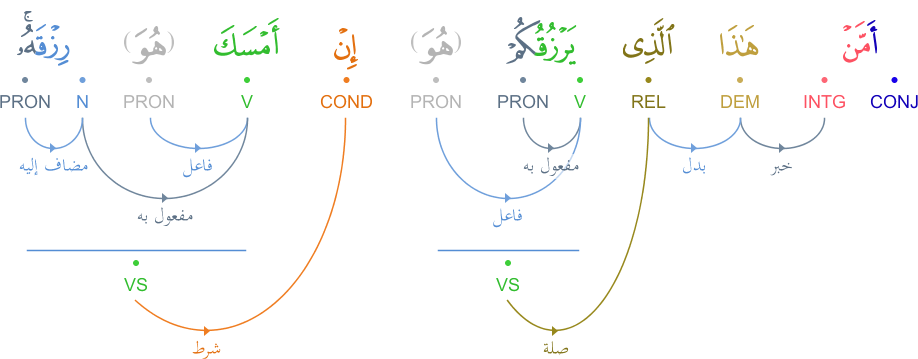 أَمَّنْ هَٰذَا ٱلَّذِى يَرْزُقُكُمْ (هُوَ) إِنْ أَمْسَكَ (هُوَ) رِزْقَهُۥ ۚ
CONJ INTG DEM REL V PRON PRON COND V PRON N PRON
خبر بدل مفعول به فاعل مضاف إليه
فاعل مفعول به
VS VS
صلة شرط